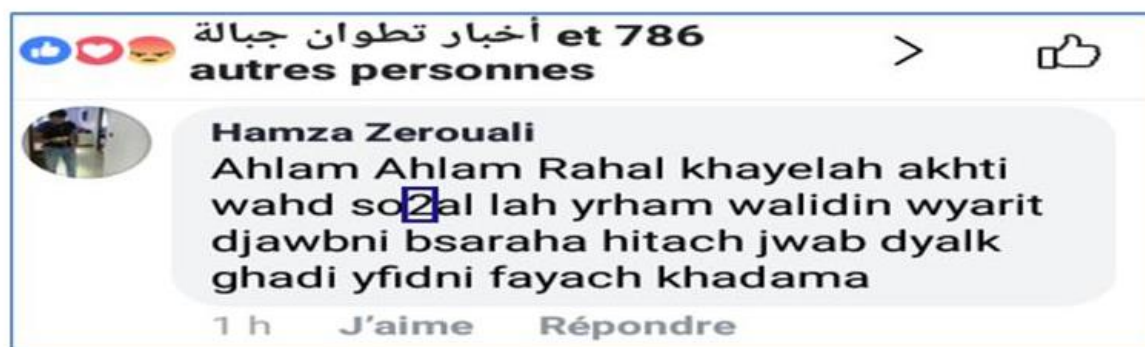 أخبار تطوان جبالة et 786
autres personnes
Hamza Zerouali
Ahlam Ahlam Rahal khayelah akhti
wahd so2al lah yrham walidin wyarit
djawbni bsaraha hitach jwab dyalk
ghadi yfidni fayach khadama
1 h J'aime Répondre